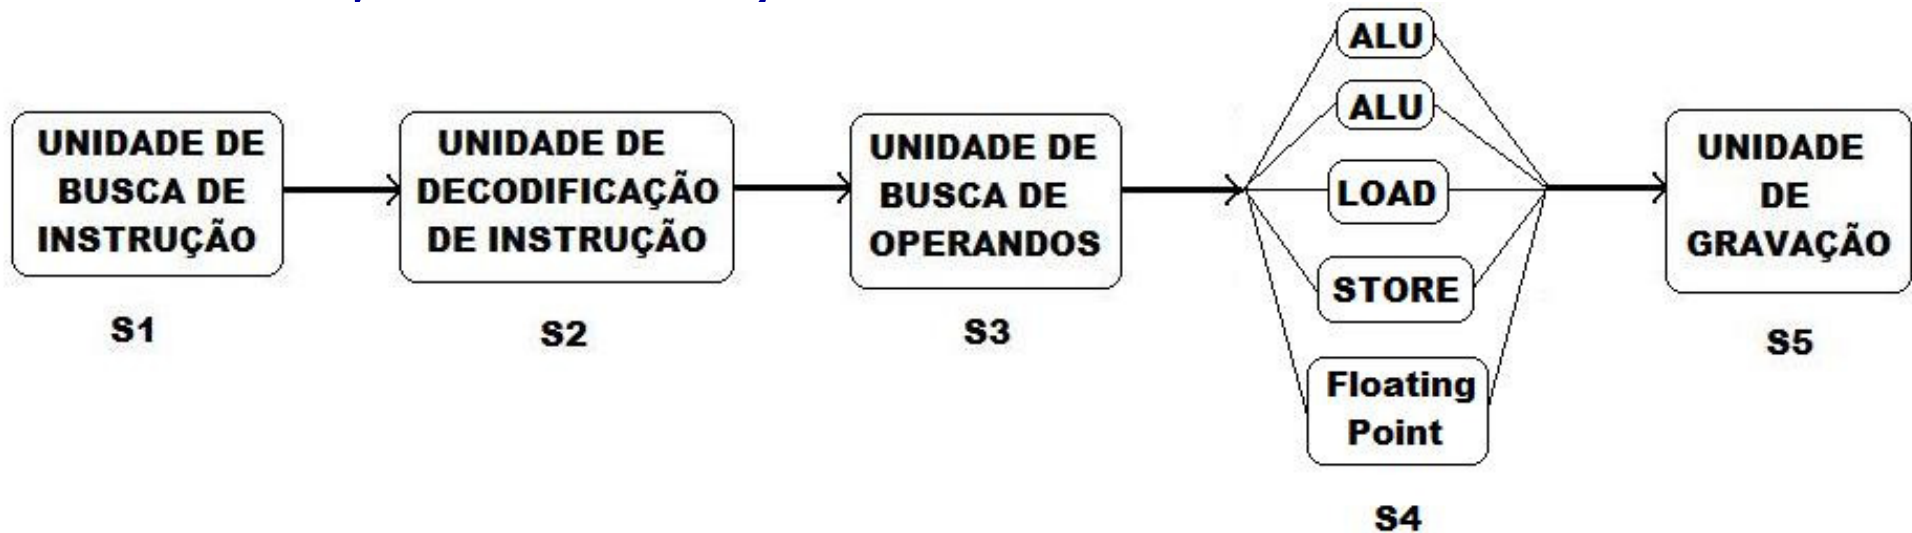 UNIDADE DE
BUSCA DE
INSTRUÇÃO
S1
UNIDADE DE
DECODIFICAÇÃO
DE INSTRUÇÃO
S2
UNIDADE DE
BUSCA DE
OPERANDOS
S3
ALU
ALU
LOAD
STORE
Floating
Point
S4
UNIDADE
DE
GRAVAÇÃO
S5